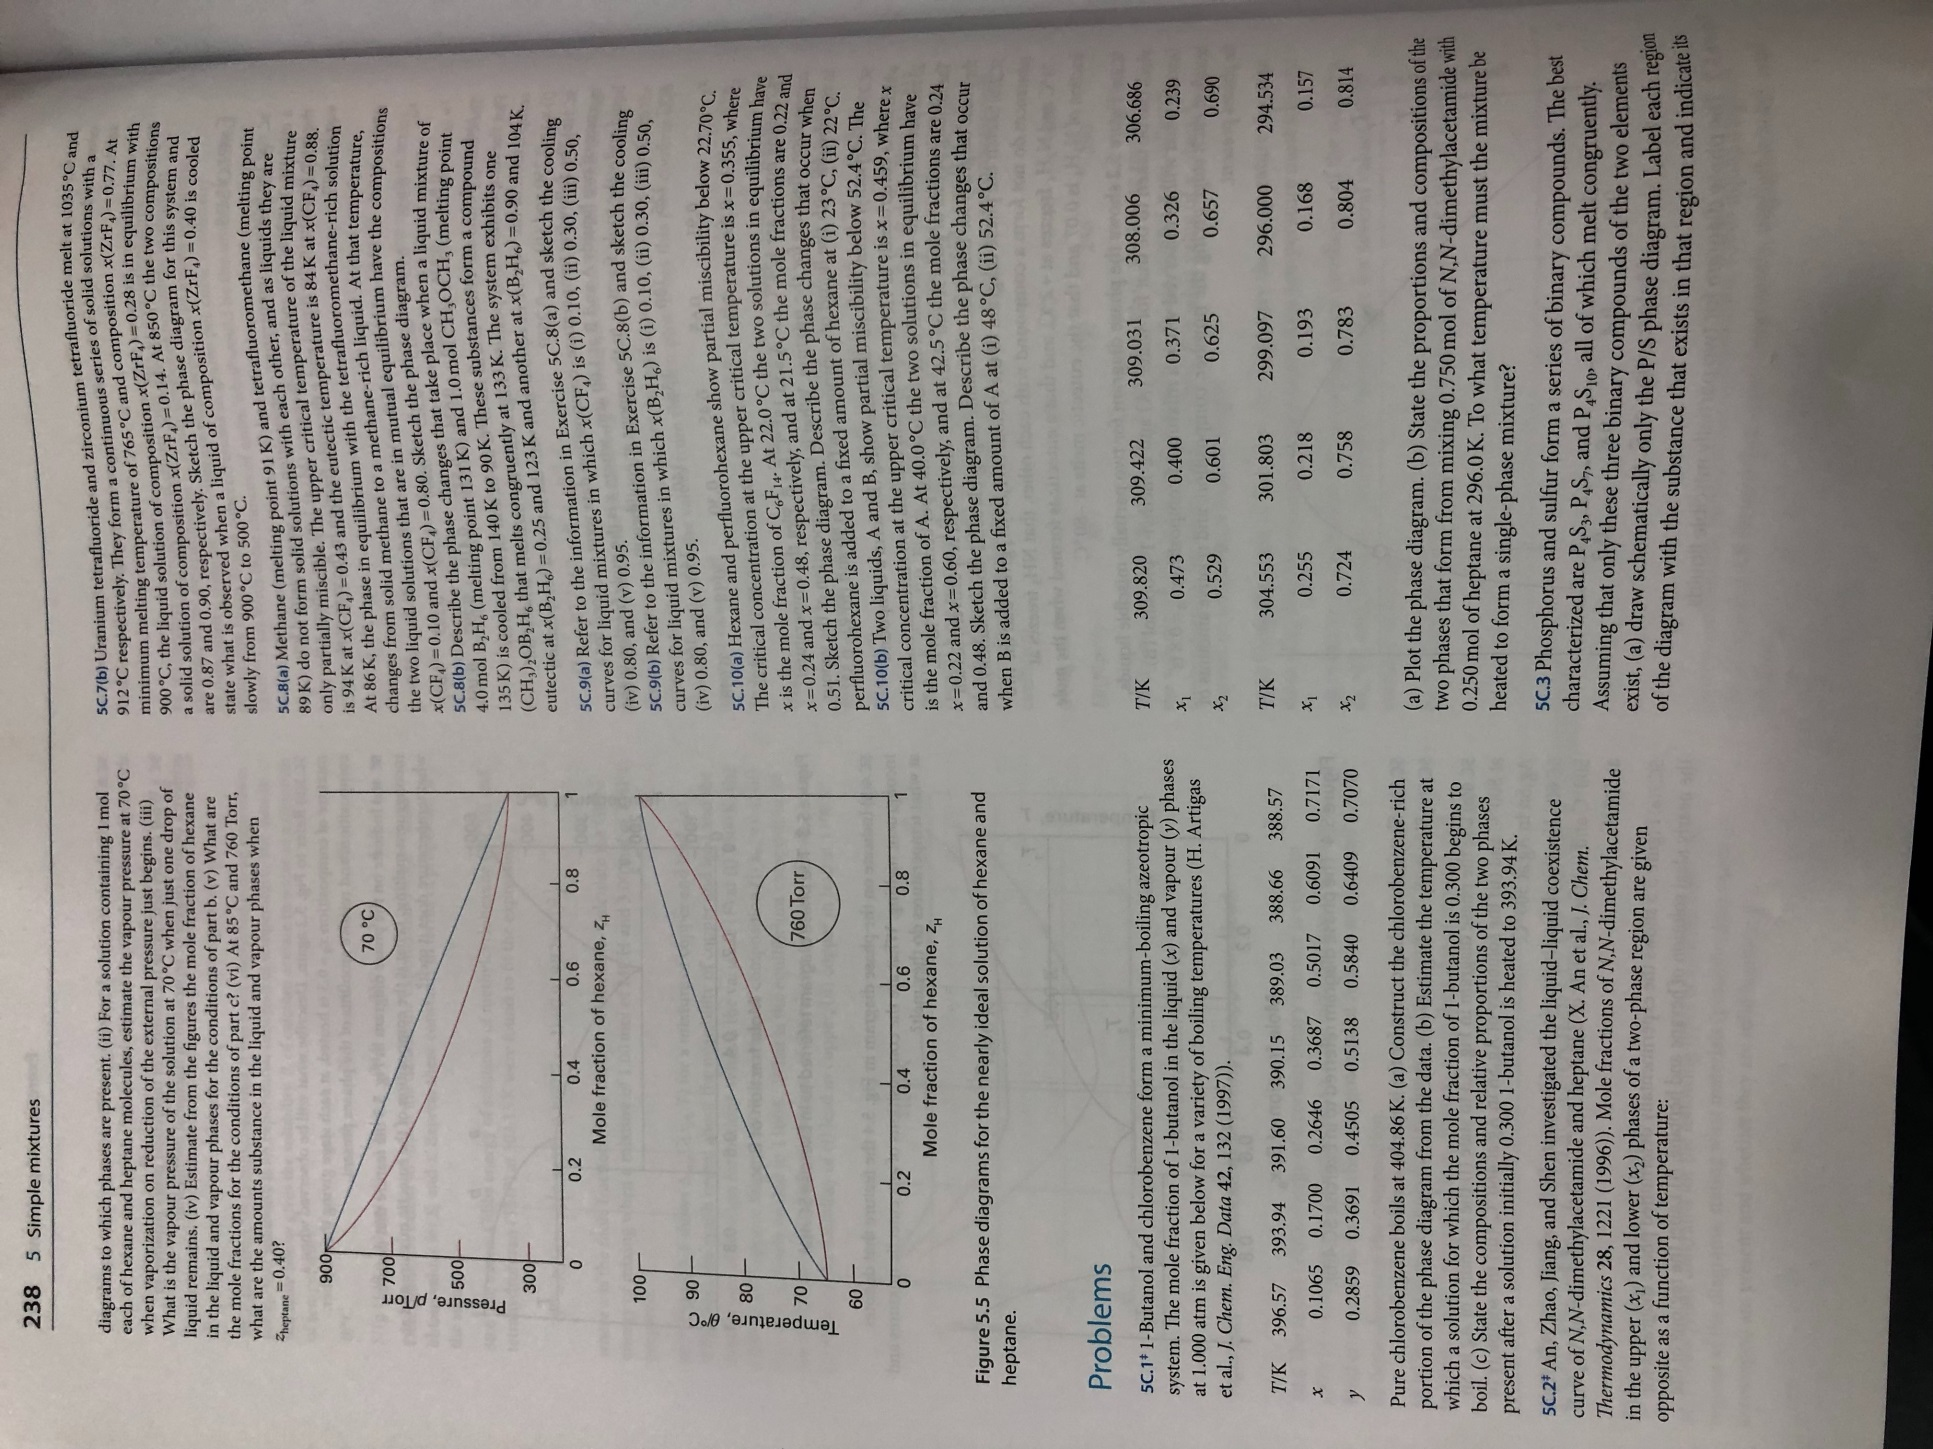 238 5 Simple mixtures
diagrams to which phases are present. (ii) For a solution containing 1 mol
each of hexane and heptane molecules, estimate the vapour pressure at 70 °C
when vaporization on reduction of the external pressure just begins. (iii)
What is the vapour pressure of the solution at 70 °C when just one drop of
liquid remains. (iv) Estimate from the figures the mole fraction of hexane
in the liquid and vapour phases for the conditions of part b. (v) What are
the mole fractions for the conditions of part c? (vi) At 85 °C and 760 Torr,
what are the amounts substance in the liquid and vapour phases when
zheptane = 0.40?
900
700
500
300
Pressure, p/Torr
70 °C
0 0.2 0.4 0.6 0.8 1
Mole fraction of hexane, zH
100
90
80
70
60
Temperature, θ/°C
760 Torr
0 0.2 0.4 0.6 0.8 1
Mole fraction of hexane, zH
Figure 5.5 Phase diagrams for the nearly ideal solution of hexane and
heptane.
Problems
5C.1‡ 1-Butanol and chlorobenzene form a minimum-boiling azeotropic
system. The mole fraction of 1-butanol in the liquid (x) and vapour (y) phases
at 1.000 atm is given below for a variety of boiling temperatures (H. Artigas
et al., J. Chem. Eng. Data 42, 132 (1997)).
T/K 396.57 393.94 391.60 390.15 389.03 388.66 388.57
x 0.1065 0.1700 0.2646 0.3687 0.5017 0.6091 0.7171
y 0.2859 0.3691 0.4505 0.5138 0.5840 0.6409 0.7070
Pure chlorobenzene boils at 404.86 K. (a) Construct the chlorobenzene-rich
portion of the phase diagram from the data. (b) Estimate the temperature at
which a solution for which the mole fraction of 1-butanol is 0.300 begins to
boil. (c) State the compositions and relative proportions of the two phases
present after a solution initially 0.300 1-butanol is heated to 393.94 K.
5C.2‡ An, Zhao, Jiang, and Shen investigated the liquid–liquid coexistence
curve of N,N-dimethylacetamide and heptane (X. An et al., J. Chem.
Thermodynamics 28, 1221 (1996)). Mole fractions of N,N-dimethylacetamide
in the upper (x1) and lower (x2) phases of a two-phase region are given
opposite as a function of temperature:
5C.7(b) Uranium tetrafluoride and zirconium tetrafluoride melt at 1035 °C and
912 °C respectively. They form a continuous series of solid solutions with a
minimum melting temperature of 765 °C and composition x(ZrF4) = 0.77. At
900 °C, the liquid solution of composition x(ZrF4) = 0.28 is in equilibrium with
a solid solution of composition x(ZrF4) = 0.14. At 850 °C the two compositions
are 0.87 and 0.90, respectively. Sketch the phase diagram for this system and
state what is observed when a liquid of composition x(ZrF4) = 0.40 is cooled
slowly from 900 °C to 500 °C.
5C.8(a) Methane (melting point 91 K) and tetrafluoromethane (melting point
89 K) do not form solid solutions with each other, and as liquids they are
only partially miscible. The upper critical temperature of the liquid mixture
is 94 K at x(CF4) = 0.43 and the eutectic temperature is 84 K at x(CF4) = 0.88.
At 86 K, the phase in equilibrium with the tetrafluoromethane-rich solution
changes from solid methane to a methane-rich liquid. At that temperature,
the two liquid solutions that are in mutual equilibrium have the compositions
x(CF4) = 0.10 and x(CF4) = 0.80. Sketch the phase diagram.
5C.8(b) Describe the phase changes that take place when a liquid mixture of
4.0 mol B2H6 (melting point 131 K) and 1.0 mol CH3OCH3 (melting point
135 K) is cooled from 140 K to 90 K. These substances form a compound
(CH3)2OB2H6 that melts congruently at 133 K. The system exhibits one
eutectic at x(B2H6) = 0.25 and 123 K and another at x(B2H6) = 0.90 and 104 K.
5C.9(a) Refer to the information in Exercise 5C.8(a) and sketch the cooling
curves for liquid mixtures in which x(CF4) is (i) 0.10, (ii) 0.30, (iii) 0.50,
(iv) 0.80, and (v) 0.95.
5C.9(b) Refer to the information in Exercise 5C.8(b) and sketch the cooling
curves for liquid mixtures in which x(B2H6) is (i) 0.10, (ii) 0.30, (iii) 0.50,
(iv) 0.80, and (v) 0.95.
5C.10(a) Hexane and perfluorohexane show partial miscibility below 22.70 °C.
The critical concentration at the upper critical temperature is x = 0.355, where
x is the mole fraction of C6F14. At 22.0 °C the two solutions in equilibrium have
x = 0.24 and x = 0.48, respectively, and at 21.5 °C the mole fractions are 0.22 and
0.51. Sketch the phase diagram. Describe the phase changes that occur when
perfluorohexane is added to a fixed amount of hexane at (i) 23 °C, (ii) 22 °C.
5C.10(b) Two liquids, A and B, show partial miscibility below 52.4 °C. The
critical concentration at the upper critical temperature is x = 0.459, where x
is the mole fraction of A. At 40.0 °C the two solutions in equilibrium have
x = 0.22 and x = 0.60, respectively, and at 42.5 °C the mole fractions are 0.24
and 0.48. Sketch the phase diagram. Describe the phase changes that occur
when B is added to a fixed amount of A at (i) 48 °C, (ii) 52.4 °C.
T/K 309.820 309.422 309.031 308.006 306.686
x1 0.473 0.400 0.371 0.326 0.239
x2 0.529 0.601 0.625 0.657 0.690
T/K 304.553 301.803 299.097 296.000 294.534
x1 0.255 0.218 0.193 0.168 0.157
x2 0.724 0.758 0.783 0.804 0.814
(a) Plot the phase diagram. (b) State the proportions and compositions of the
two phases that form from mixing 0.750 mol of N,N-dimethylacetamide with
0.250 mol of heptane at 296.0 K. To what temperature must the mixture be
heated to form a single-phase mixture?
5C.3 Phosphorus and sulfur form a series of binary compounds. The best
characterized are P4S3, P4S7, and P4S10, all of which melt congruently.
Assuming that only these three binary compounds of the two elements
exist, (a) draw schematically only the P/S phase diagram. Label each region
of the diagram with the substance that exists in that region and indicate its